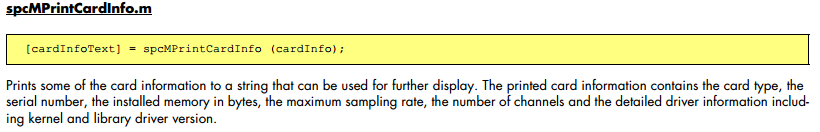 spcMPrintCardInfo.m
[cardInfoText] = spcMPrintCardInfo (cardInfo);
Prints some of the card information to a string that can be used for further display. The printed card information contains the card type, the
serial number, the installed memory in bytes, the maximum sampling rate, the number of channels and the detailed driver information includ-
ing kernel and library driver version.